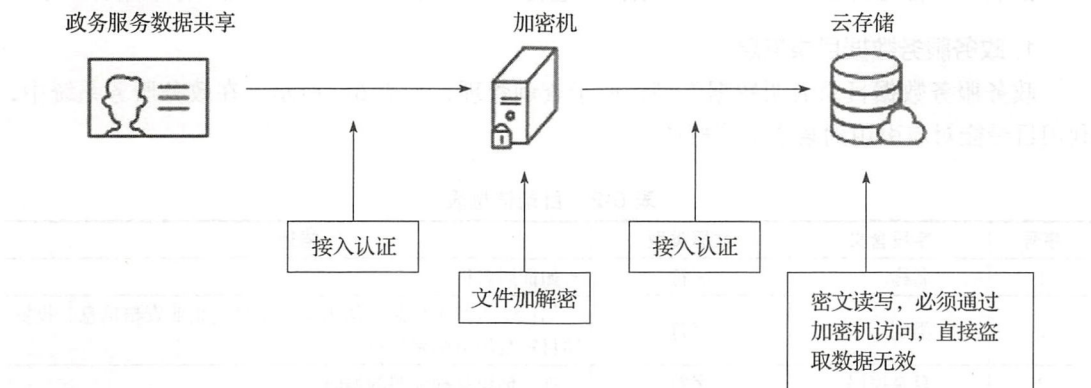 政务服务数据共享
加密机
云存储
接入认证
接入认证
文件加解密
密文读写，必须通过
加密机访问，直接盗
取数据无效